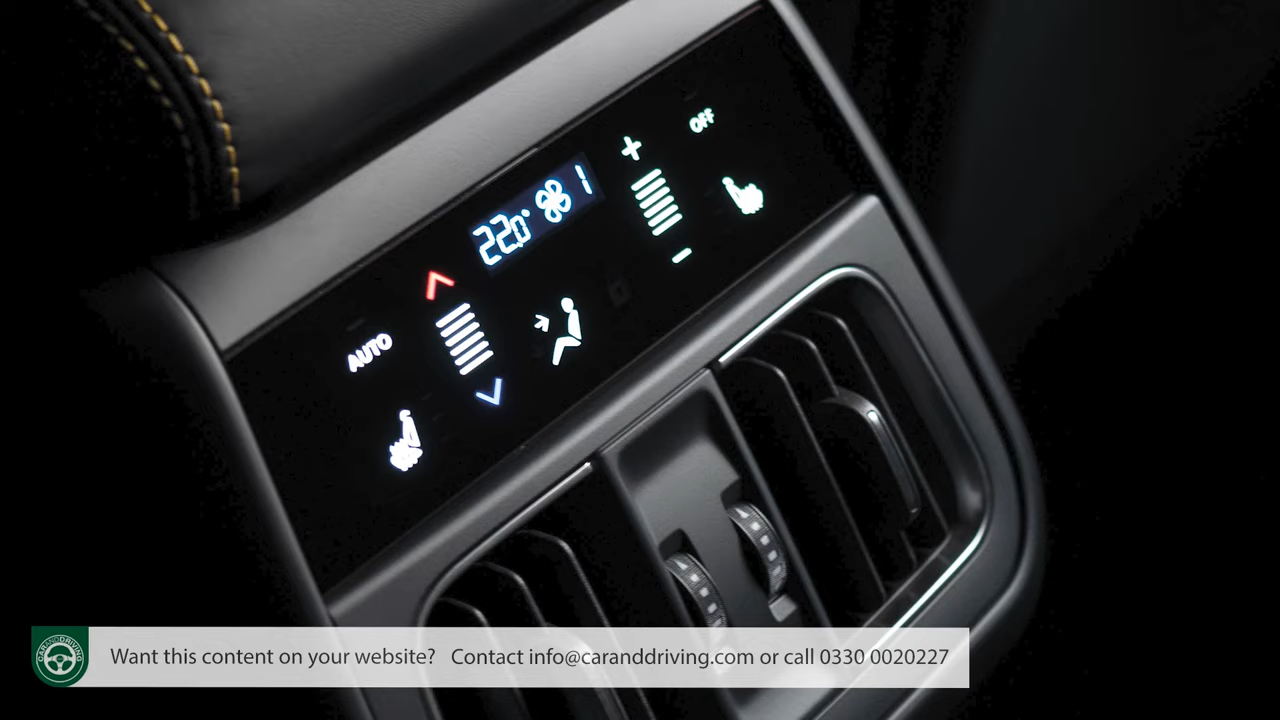 OFF
22.0° 1
AUTO
CARANDDRIVING
Want this content on your website? Contact info@caranddriving.com or call 0330 0020227